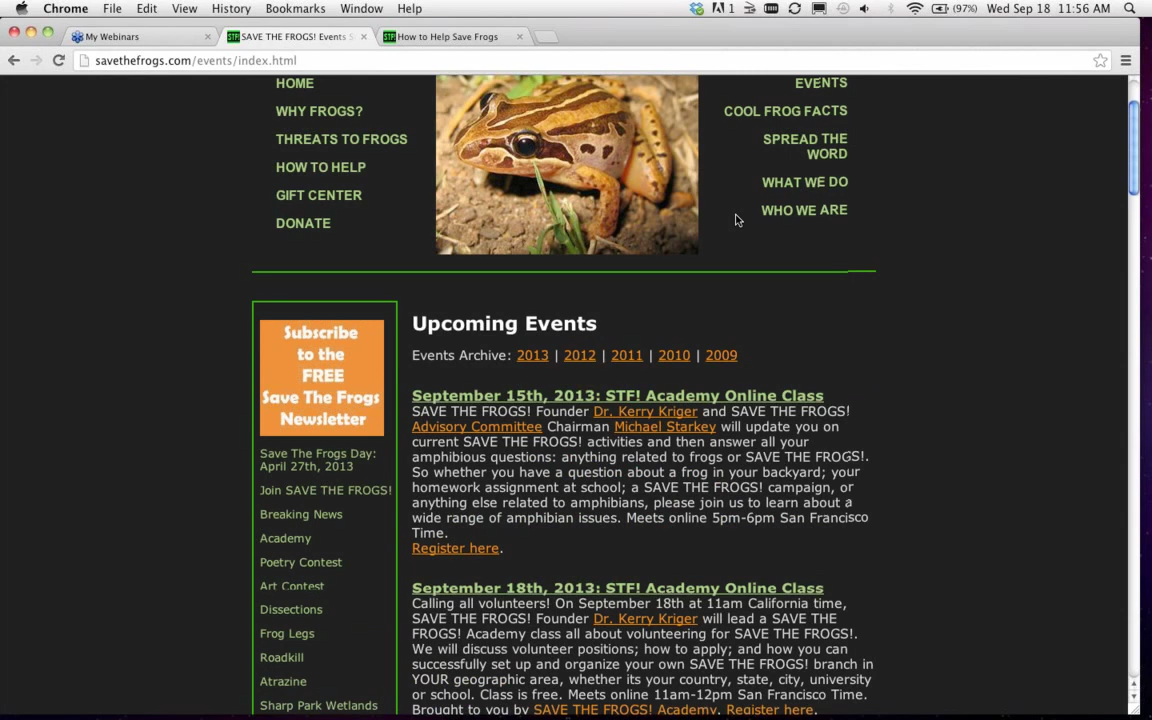 Chrome File Edit View History Bookmarks Window Help 1 (97%) Wed Sep 18 11:56 AM
My Webinars SAVE THE FROGS! Events S How to Help Save Frogs
savethefrogs.com/events/index.html
HOME
WHY FROGS?
THREATS TO FROGS
HOW TO HELP
GIFT CENTER
DONATE
EVENTS
COOL FROG FACTS
SPREAD THE
WORD
WHAT WE DO
WHO WE ARE
Subscribe
to the
FREE
Save The Frogs
Newsletter
Save The Frogs Day:
April 27th, 2013
Join SAVE THE FROGS!
Breaking News
Academy
Poetry Contest
Art Contest
Dissections
Frog Legs
Roadkill
Atrazine
Sharp Park Wetlands
Upcoming Events
Events Archive: 2013 | 2012 | 2011 | 2010 | 2009
September 15th, 2013: STF! Academy Online Class
SAVE THE FROGS! Founder Dr. Kerry Kriger and SAVE THE FROGS!
Advisory Committee Chairman Michael Starkey will update you on
current SAVE THE FROGS! activities and then answer all your
amphibious questions: anything related to frogs or SAVE THE FROGS!.
So whether you have a question about a frog in your backyard; your
homework assignment at school; a SAVE THE FROGS! campaign, or
anything else related to amphibians, please join us to learn about a
wide range of amphibian issues. Meets online 5pm-6pm San Francisco
Time.
Register here.
September 18th, 2013: STF! Academy Online Class
Calling all volunteers! On September 18th at 11am California time,
SAVE THE FROGS! Founder Dr. Kerry Kriger will lead a SAVE THE
FROGS! Academy class all about volunteering for SAVE THE FROGS!.
We will discuss volunteer positions; how to apply; and how you can
successfully set up and organize your own SAVE THE FROGS! branch in
YOUR geographic area, whether its your country, state, city, university
or school. Class is free. Meets online 11am-12pm San Francisco Time.
Brought to you by SAVE THE FROGS! Academy. Register here.